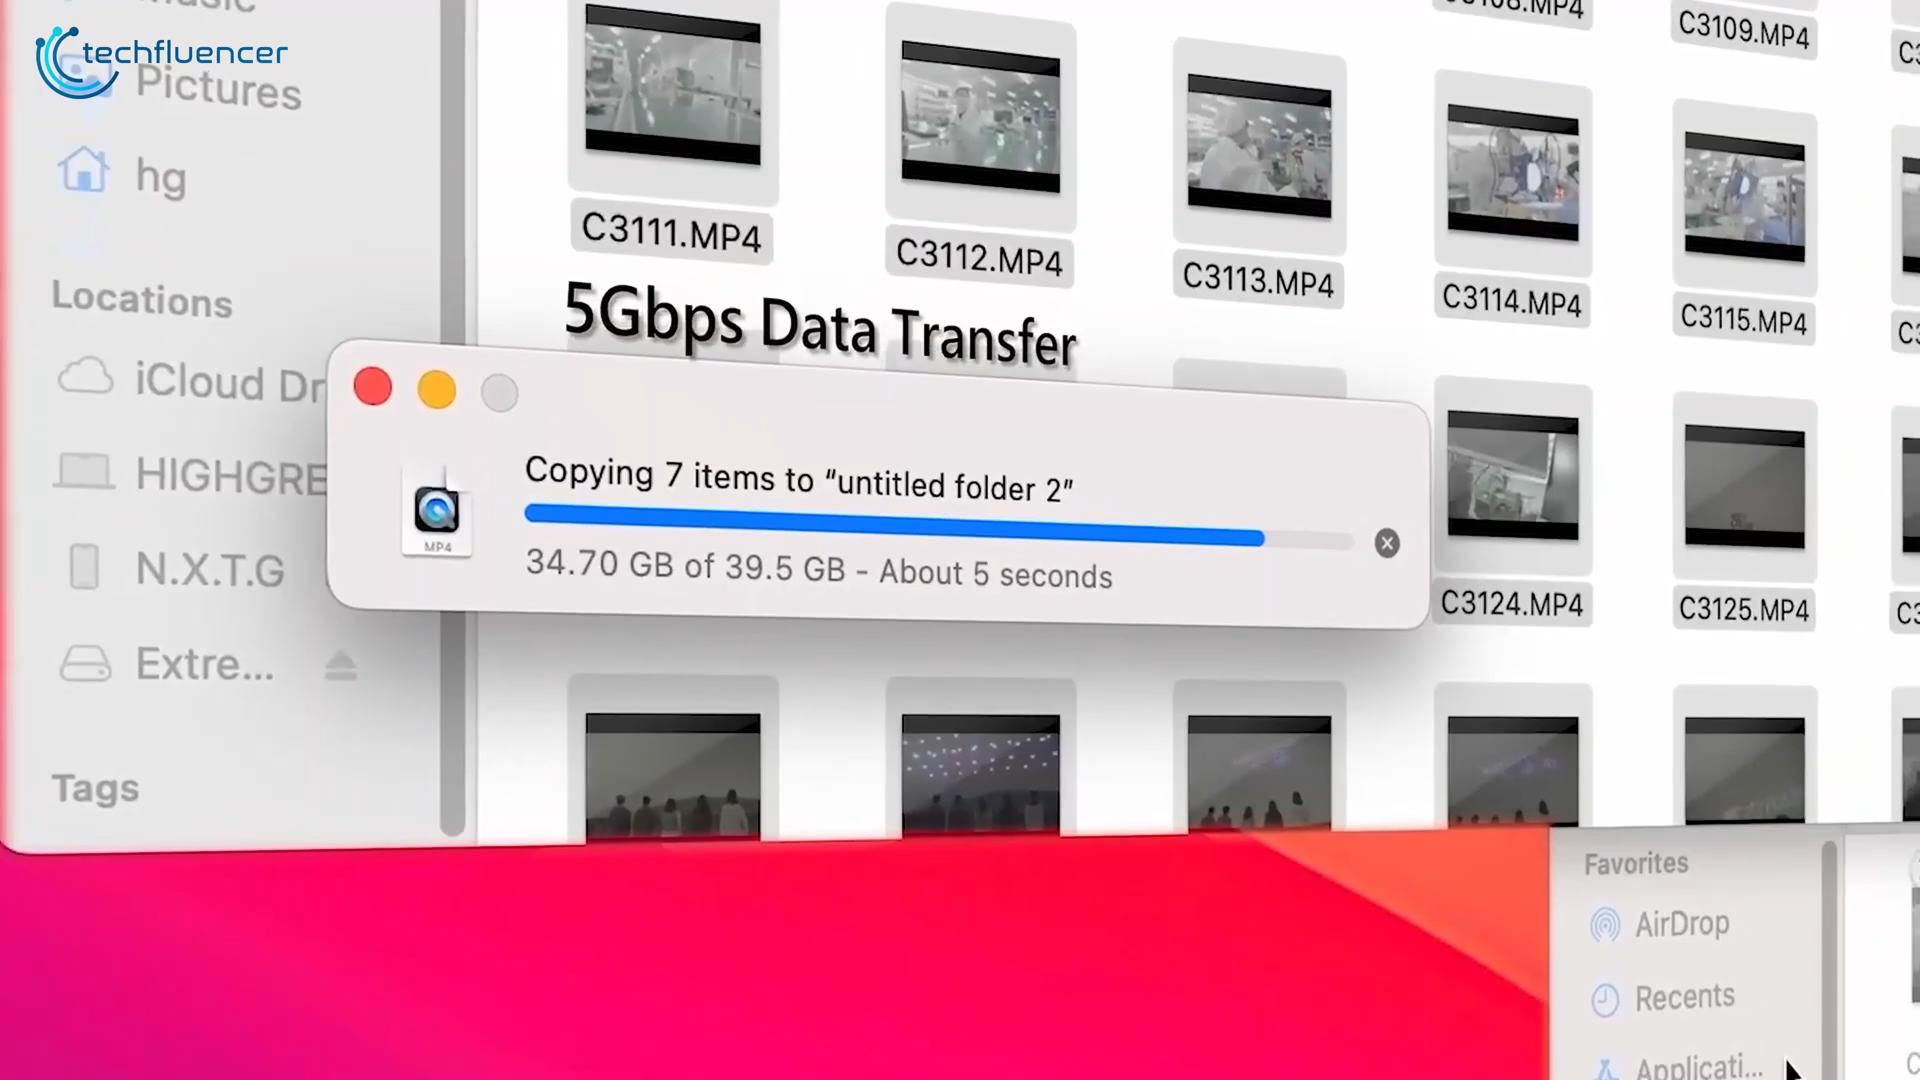 techfluencer
Music
Pictures
hg
Locations
iCloud Dr
HIGHGRE
N.X.T.G
Extre...
Tags
C3109.MP4
C3111.MP4
C3112.MP4
C3113.MP4
C3114.MP4
C3115.MP4
5Gbps Data Transfer
Copying 7 items to “untitled folder 2”
34.70 GB of 39.5 GB - About 5 seconds
MP4
C3124.MP4
C3125.MP4
Favorites
AirDrop
Recents
Applicati...